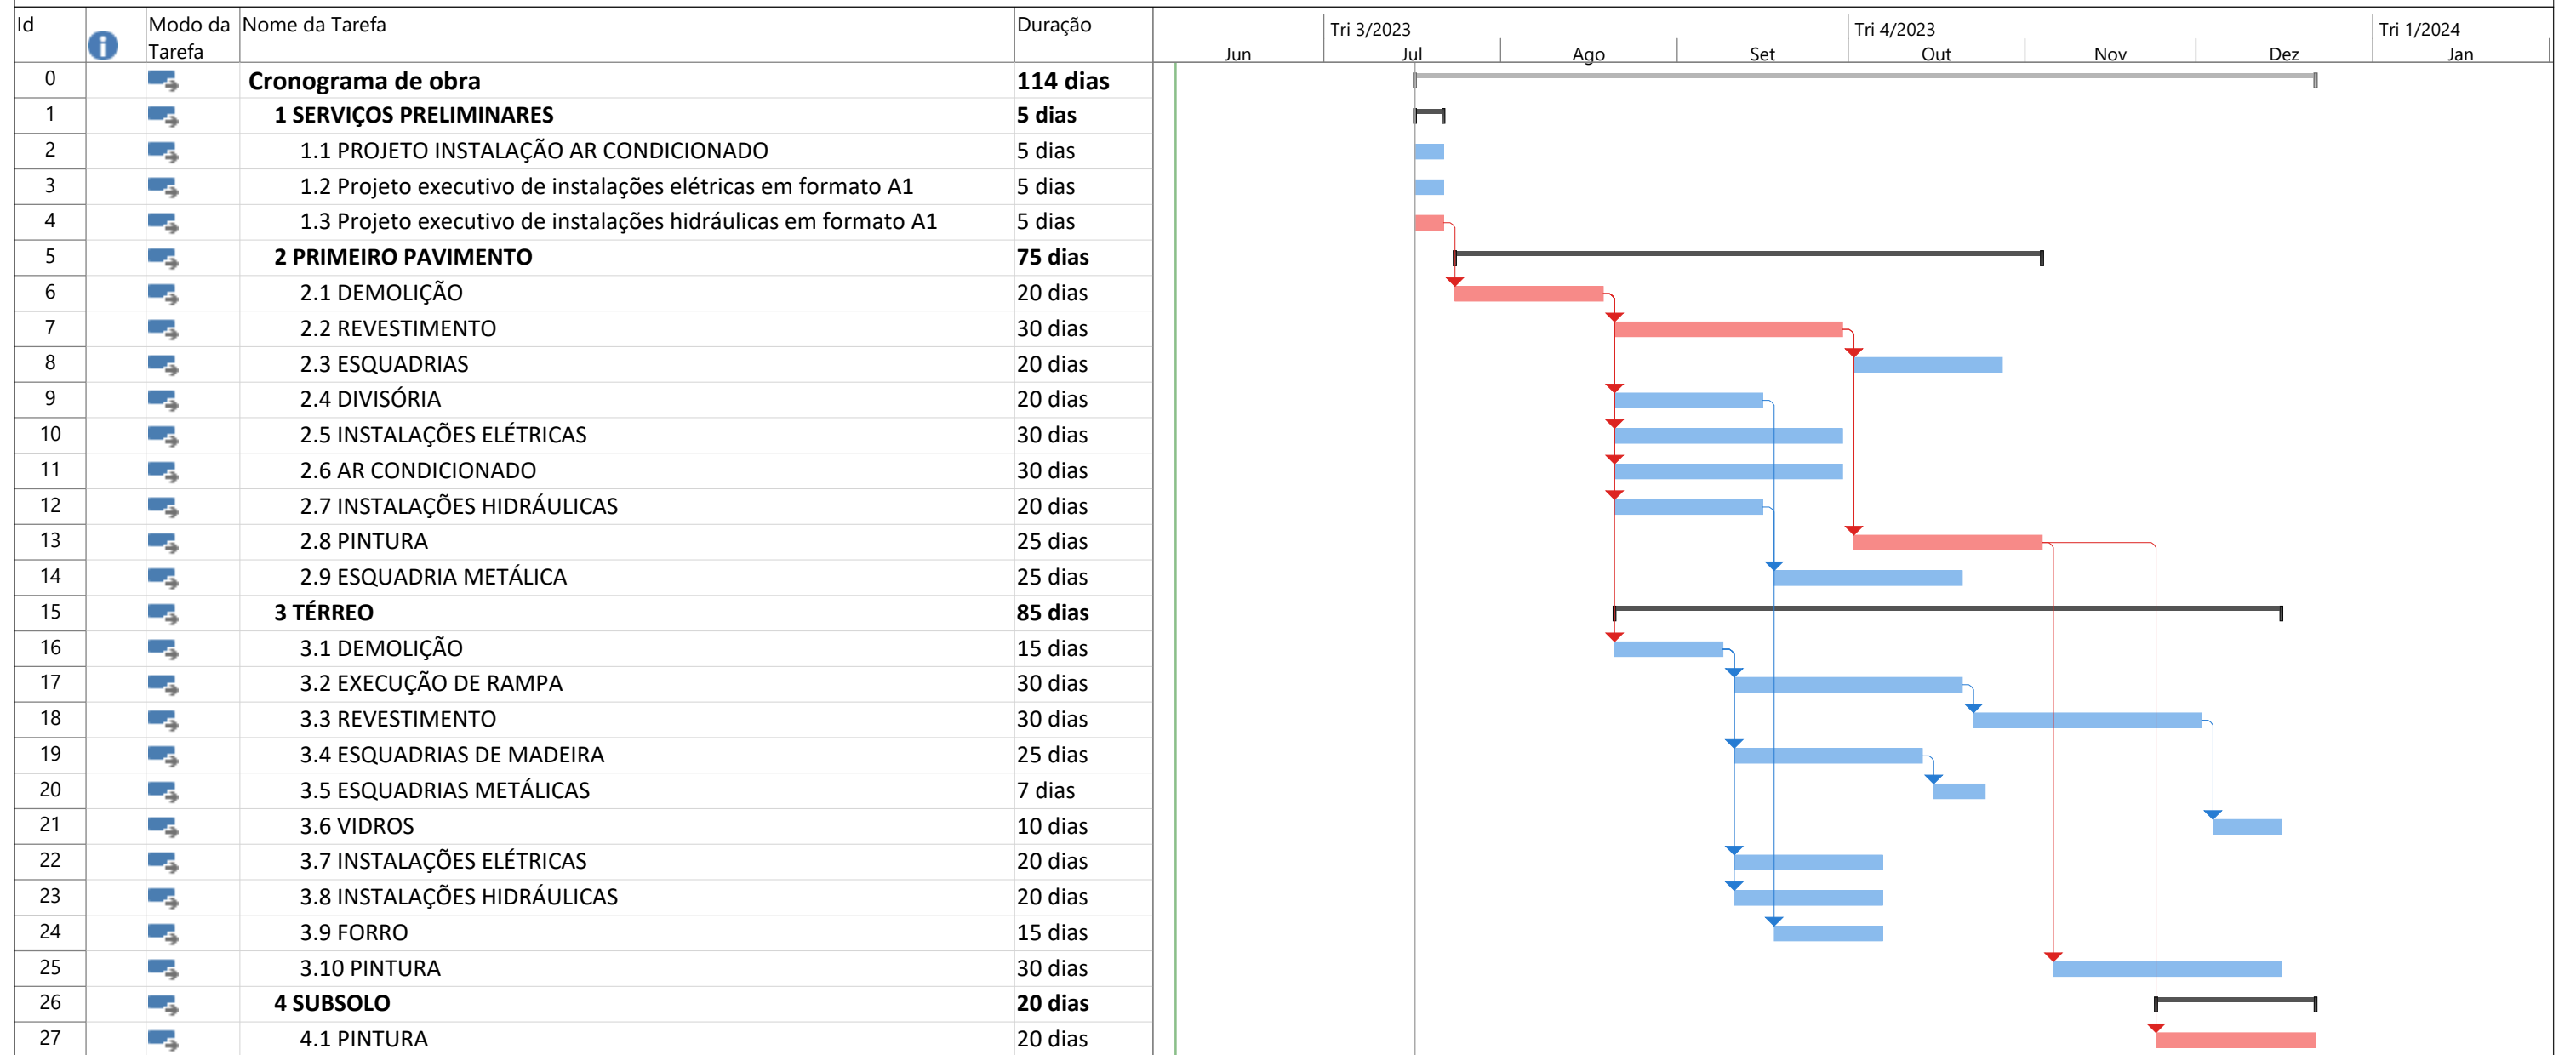 Id Modo da Tarefa Nome da Tarefa Duração
Tri 3/2023 Tri 4/2023 Tri 1/2024
Jun Jul Ago Set Out Nov Dez Jan
0 Cronograma de obra 114 dias
1 1 SERVIÇOS PRELIMINARES 5 dias
2 1.1 PROJETO INSTALAÇÃO AR CONDICIONADO 5 dias
3 1.2 Projeto executivo de instalações elétricas em formato A1 5 dias
4 1.3 Projeto executivo de instalações hidráulicas em formato A1 5 dias
5 2 PRIMEIRO PAVIMENTO 75 dias
6 2.1 DEMOLIÇÃO 20 dias
7 2.2 REVESTIMENTO 30 dias
8 2.3 ESQUADRIAS 20 dias
9 2.4 DIVISÓRIA 20 dias
10 2.5 INSTALAÇÕES ELÉTRICAS 30 dias
11 2.6 AR CONDICIONADO 30 dias
12 2.7 INSTALAÇÕES HIDRÁULICAS 20 dias
13 2.8 PINTURA 25 dias
14 2.9 ESQUADRIA METÁLICA 25 dias
15 3 TÉRREO 85 dias
16 3.1 DEMOLIÇÃO 15 dias
17 3.2 EXECUÇÃO DE RAMPA 30 dias
18 3.3 REVESTIMENTO 30 dias
19 3.4 ESQUADRIAS DE MADEIRA 25 dias
20 3.5 ESQUADRIAS METÁLICAS 7 dias
21 3.6 VIDROS 10 dias
22 3.7 INSTALAÇÕES ELÉTRICAS 20 dias
23 3.8 INSTALAÇÕES HIDRÁULICAS 20 dias
24 3.9 FORRO 15 dias
25 3.10 PINTURA 30 dias
26 4 SUBSOLO 20 dias
27 4.1 PINTURA 20 dias